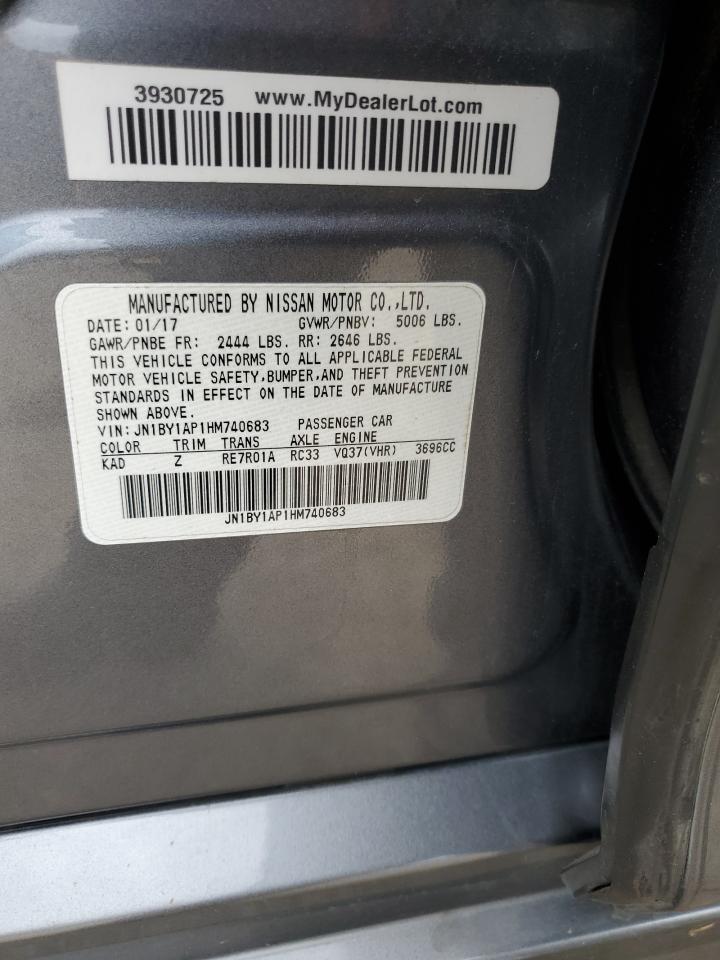 3930725 www.MyDealerLot.com
MANUFACTURED BY NISSAN MOTOR CO.,LTD.
DATE: 01/17 GVWR/PNBV: 5006 LBS.
GAWR/PNBE FR: 2444 LBS. RR: 2646 LBS.
THIS VEHICLE CONFORMS TO ALL APPLICABLE FEDERAL
MOTOR VEHICLE SAFETY,BUMPER,AND THEFT PREVENTION
STANDARDS IN EFFECT ON THE DATE OF MANUFACTURE
SHOWN ABOVE.
VIN: JN1BY1AP1HM740683 PASSENGER CAR
COLOR TRIM TRANS AXLE ENGINE
KAD Z RE7R01A RC33 VQ37(VHR) 3696CC
JN1BY1AP1HM740683